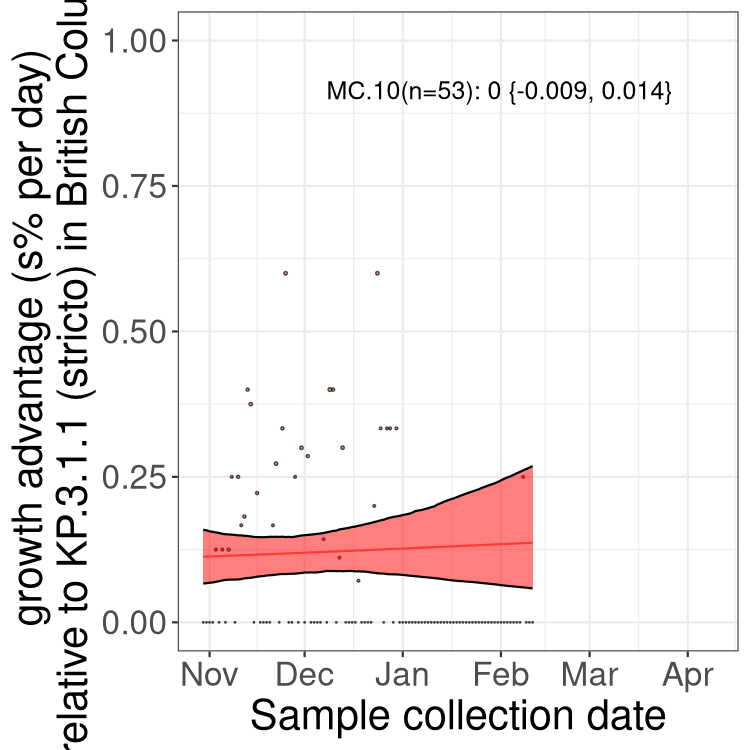 growth advantage (s% per day)
relative to KP.3.1.1 (stricto) in British Colu
1.00
0.75
0.50
0.25
0.00
MC.10(n=53): 0 {-0.009, 0.014}
Nov Dec Jan Feb Mar Apr
Sample collection date